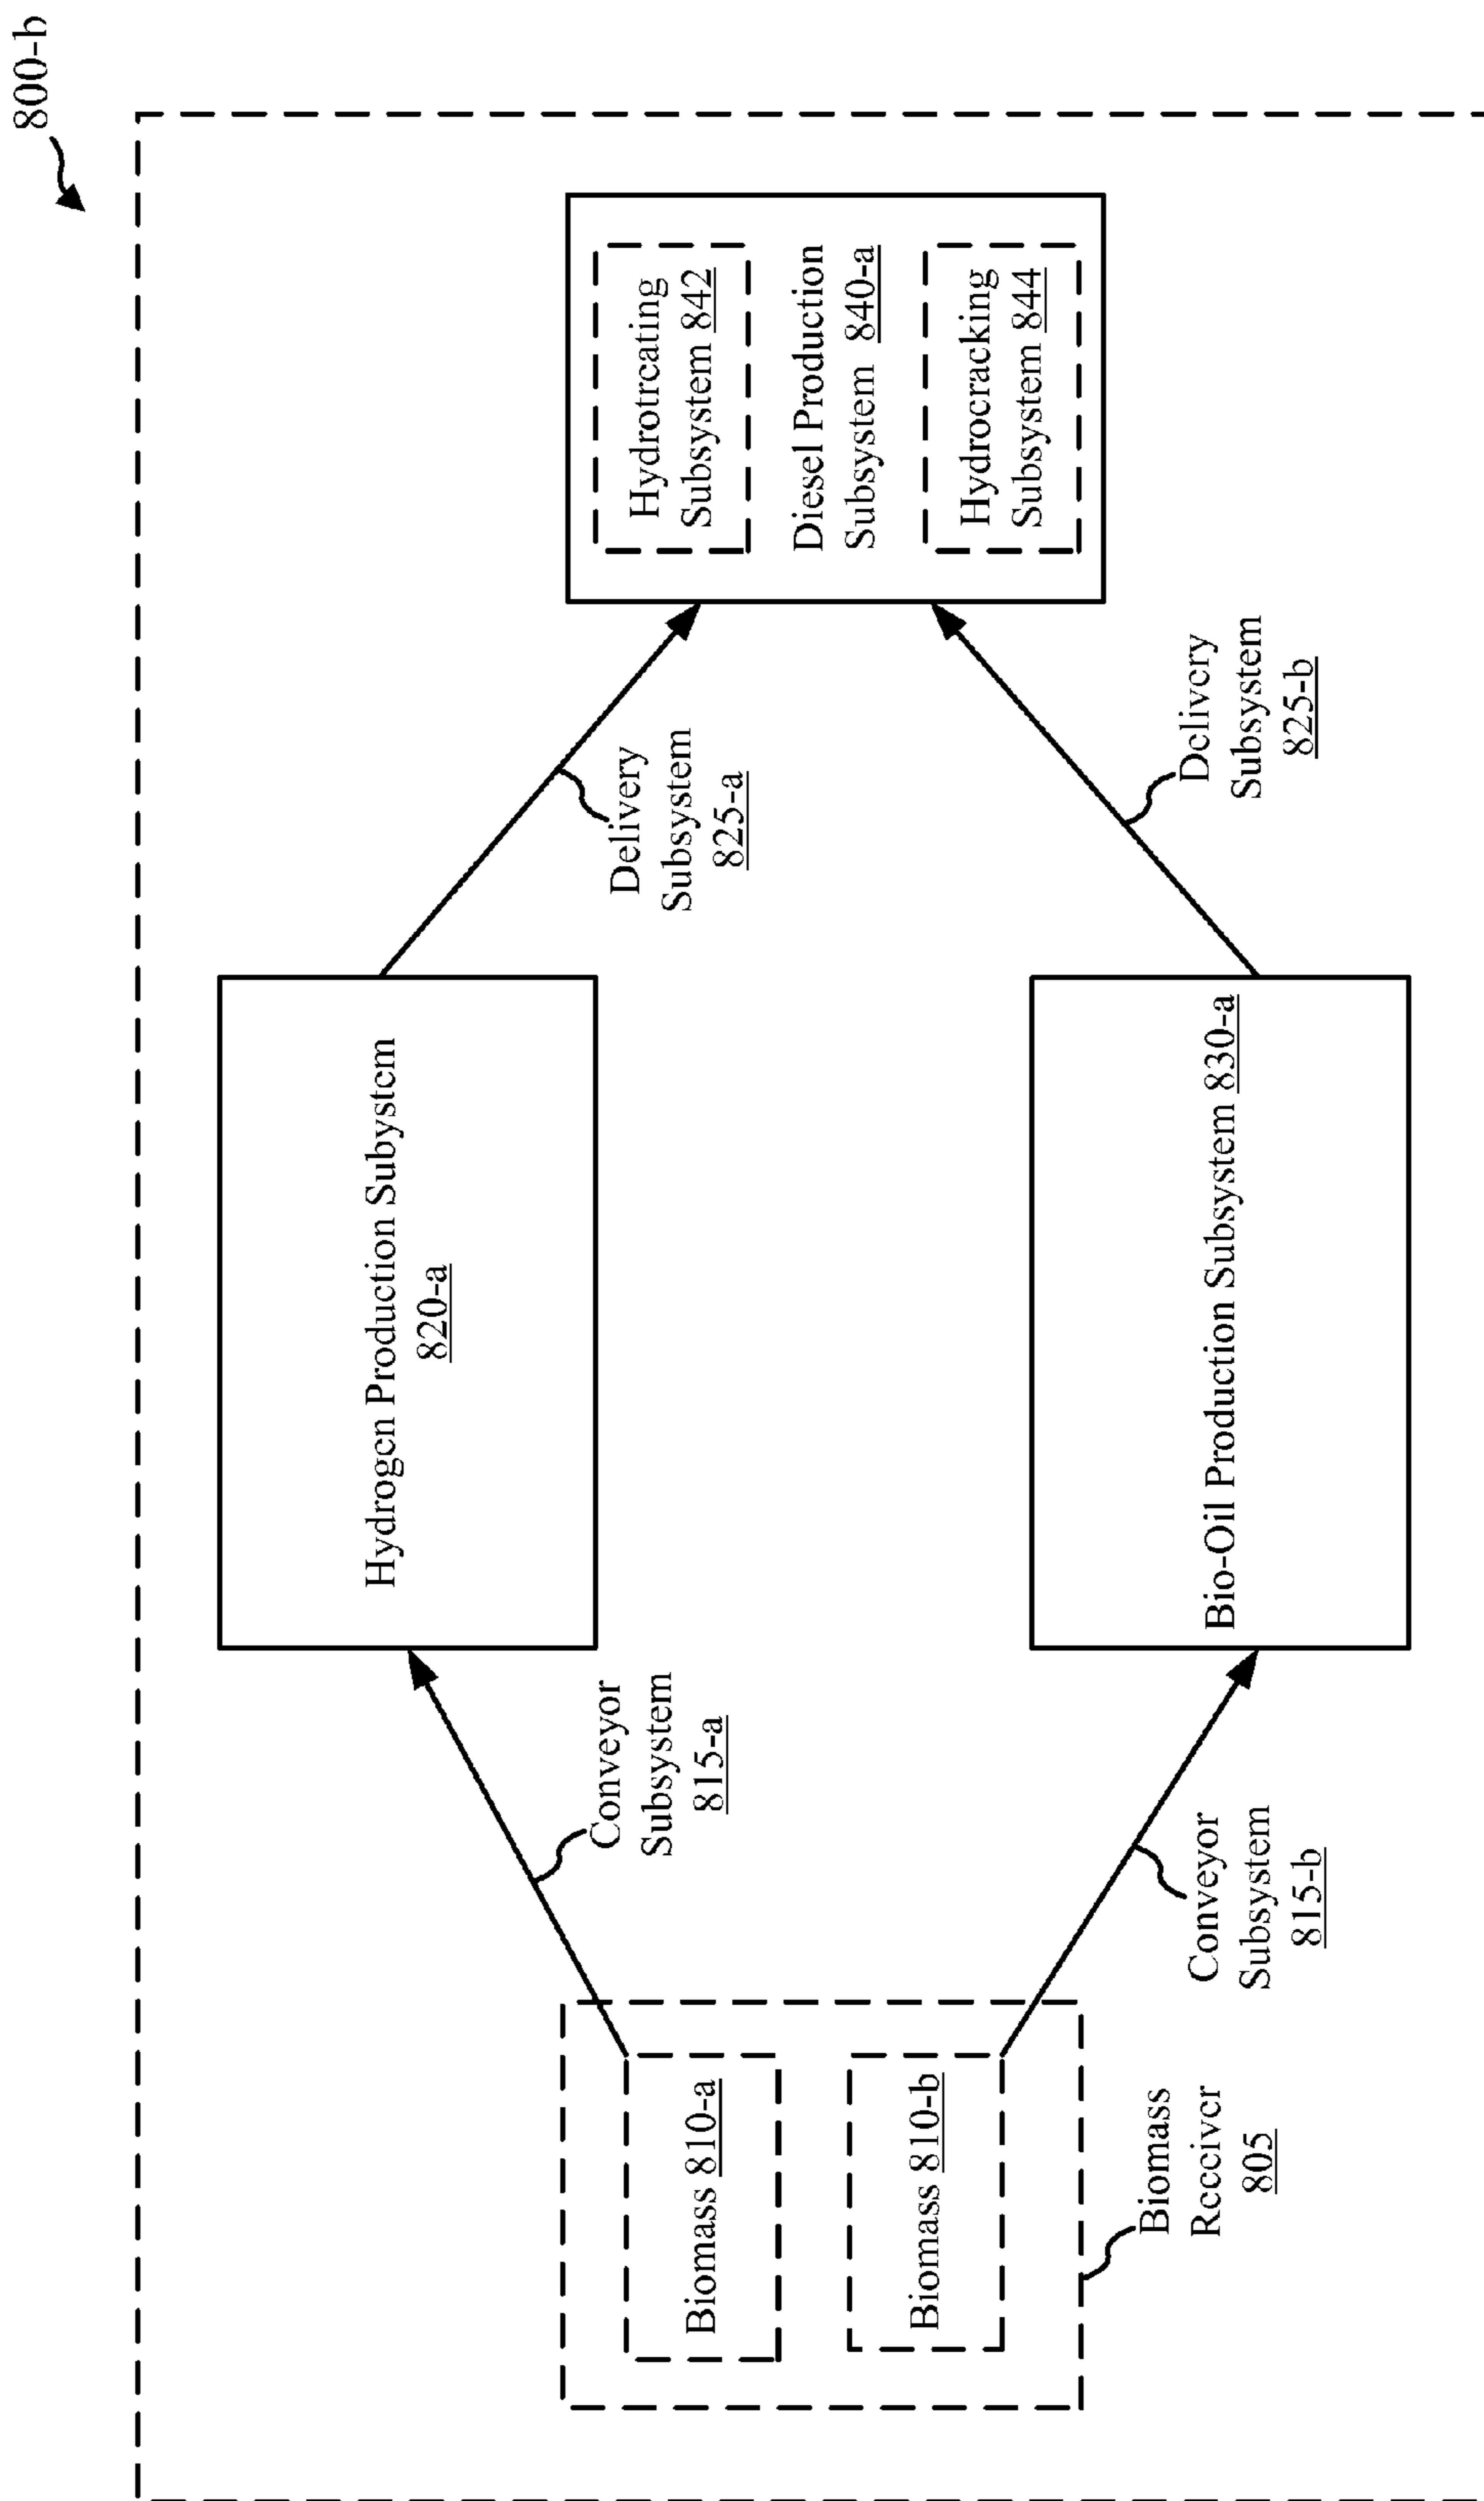 800-b
Hydrogen Production Subystem
820-a
Conveyor
Subsystem
815-a
Delivery
Subsystem
825-a
Biomass 810-a
Biomass 810-b
Biomass
Receiver
805
Hydrotreating
Subsystem 842
Diesel Production
Subsystem 840-a
Hydrocracking
Subsystem 844
Conveyor
Subsystem
815-b
Bio-Oil Production Subsystem 830-a
Delivery
Subsystem
825-b